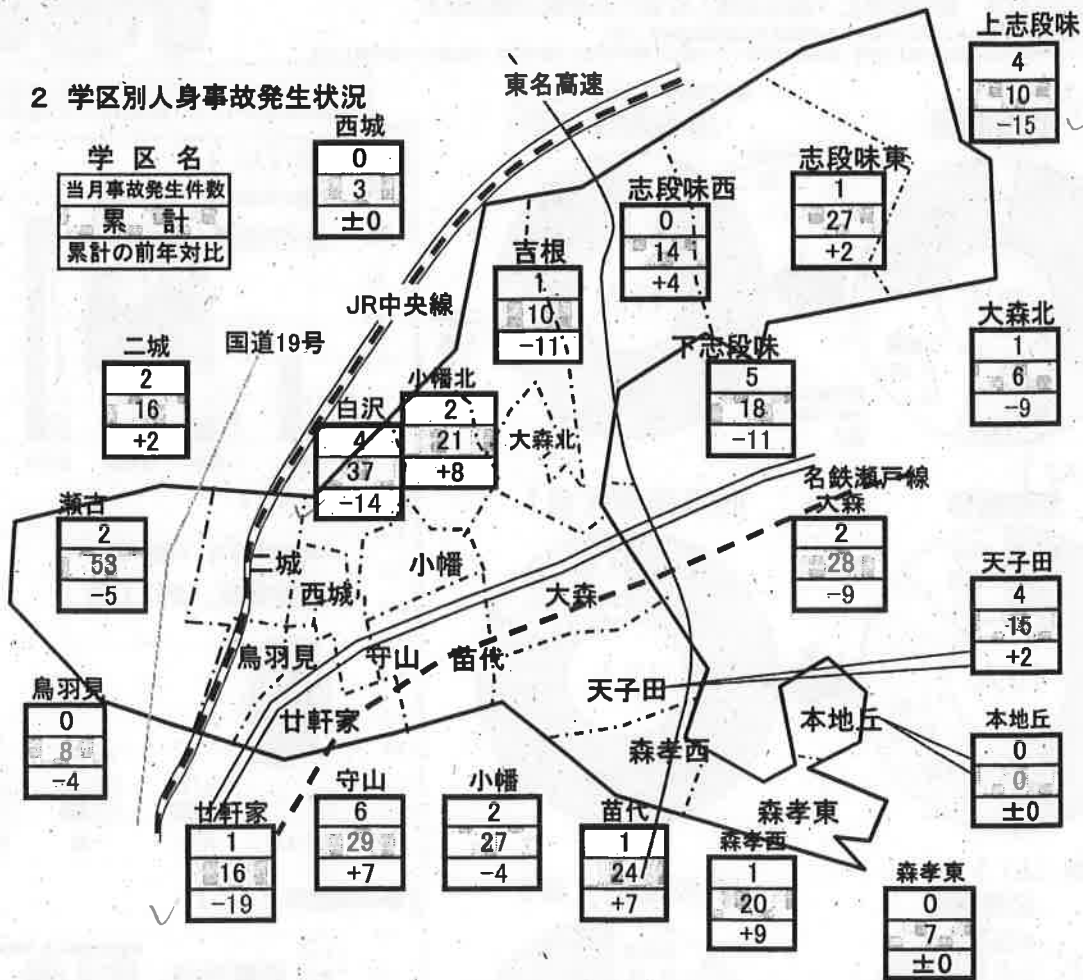 2 学区別人身事故発生状況
学区名
当月事故発生件数
累計
累計の前年対比
西城
0
3
±0
東名高速
上志段味
4
10
-15
志段味東
1
27
+2
志段味西
0
14
+4
吉根
1
10
-11
JR中央線
国道19号
二城
2
16
+2
大森北
1
6
-9
下志段味
5
18
-11
小幡北
2
21
+8
白沢
4
37
-14
大森北
名鉄瀬戸線
大森
2
28
-9
瀬古
2
53
-5
二城
西城
小幡
大森
天子田
4
15
+2
鳥羽見
守山
苗代
天子田
鳥羽見
0
8
-4
廿軒家
森孝西
本地丘
本地丘
0
0
±0
森孝東
廿軒家
1
16
-19
守山
6
29
+7
小幡
2
27
-4
苗代
1
24
+7
森孝西
1
20
+9
森孝東
0
7
±0